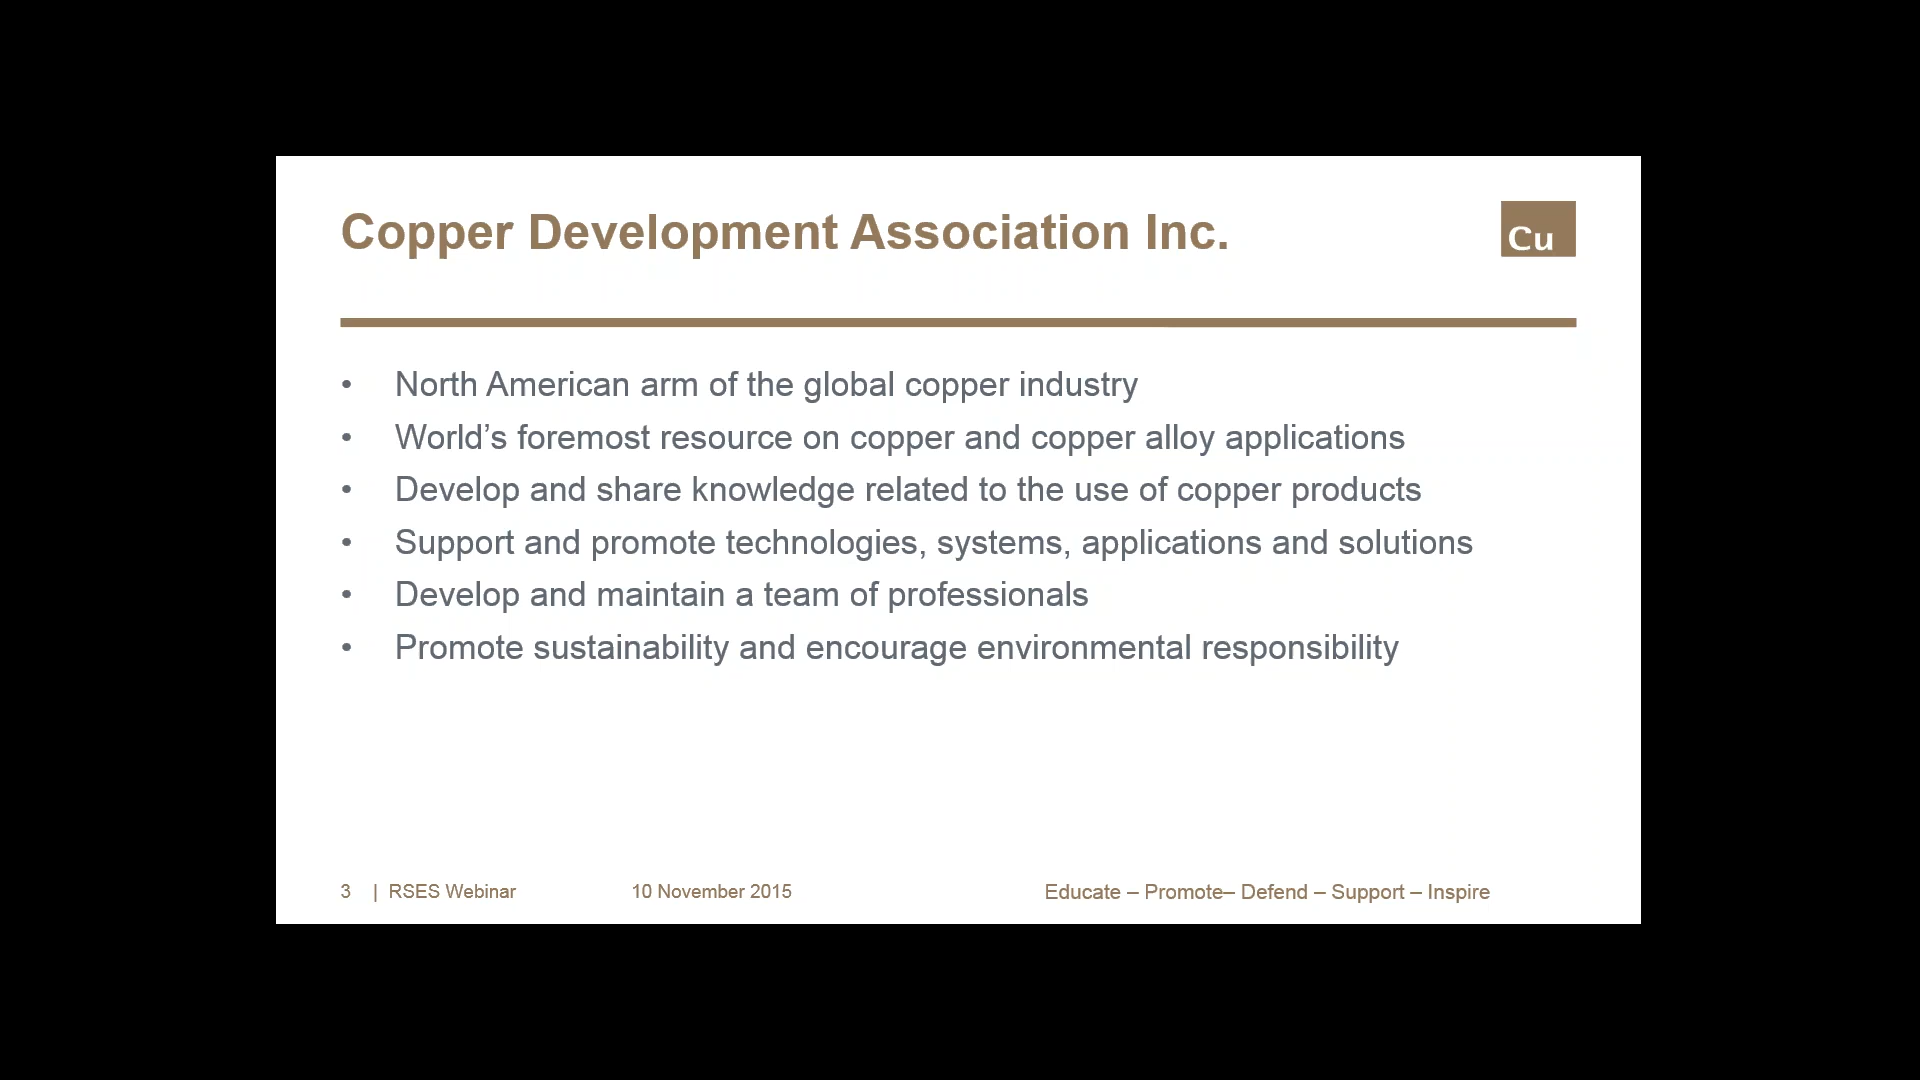 Copper Development Association Inc.
Cu
• North American arm of the global copper industry
• World’s foremost resource on copper and copper alloy applications
• Develop and share knowledge related to the use of copper products
• Support and promote technologies, systems, applications and solutions
• Develop and maintain a team of professionals
• Promote sustainability and encourage environmental responsibility
3 | RSES Webinar 10 November 2015 Educate – Promote– Defend – Support – Inspire